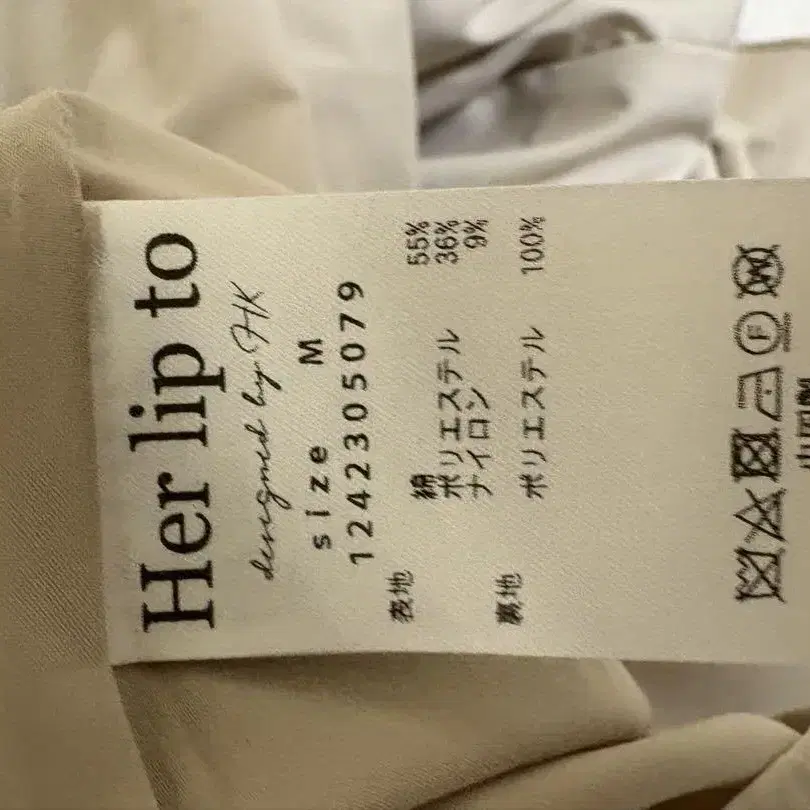 Her lip to
designed by HK
size M
1242305079
表地 綿 55%
ポリエステル 36%
ナイロン 9%
裏地 ポリエステル 100%